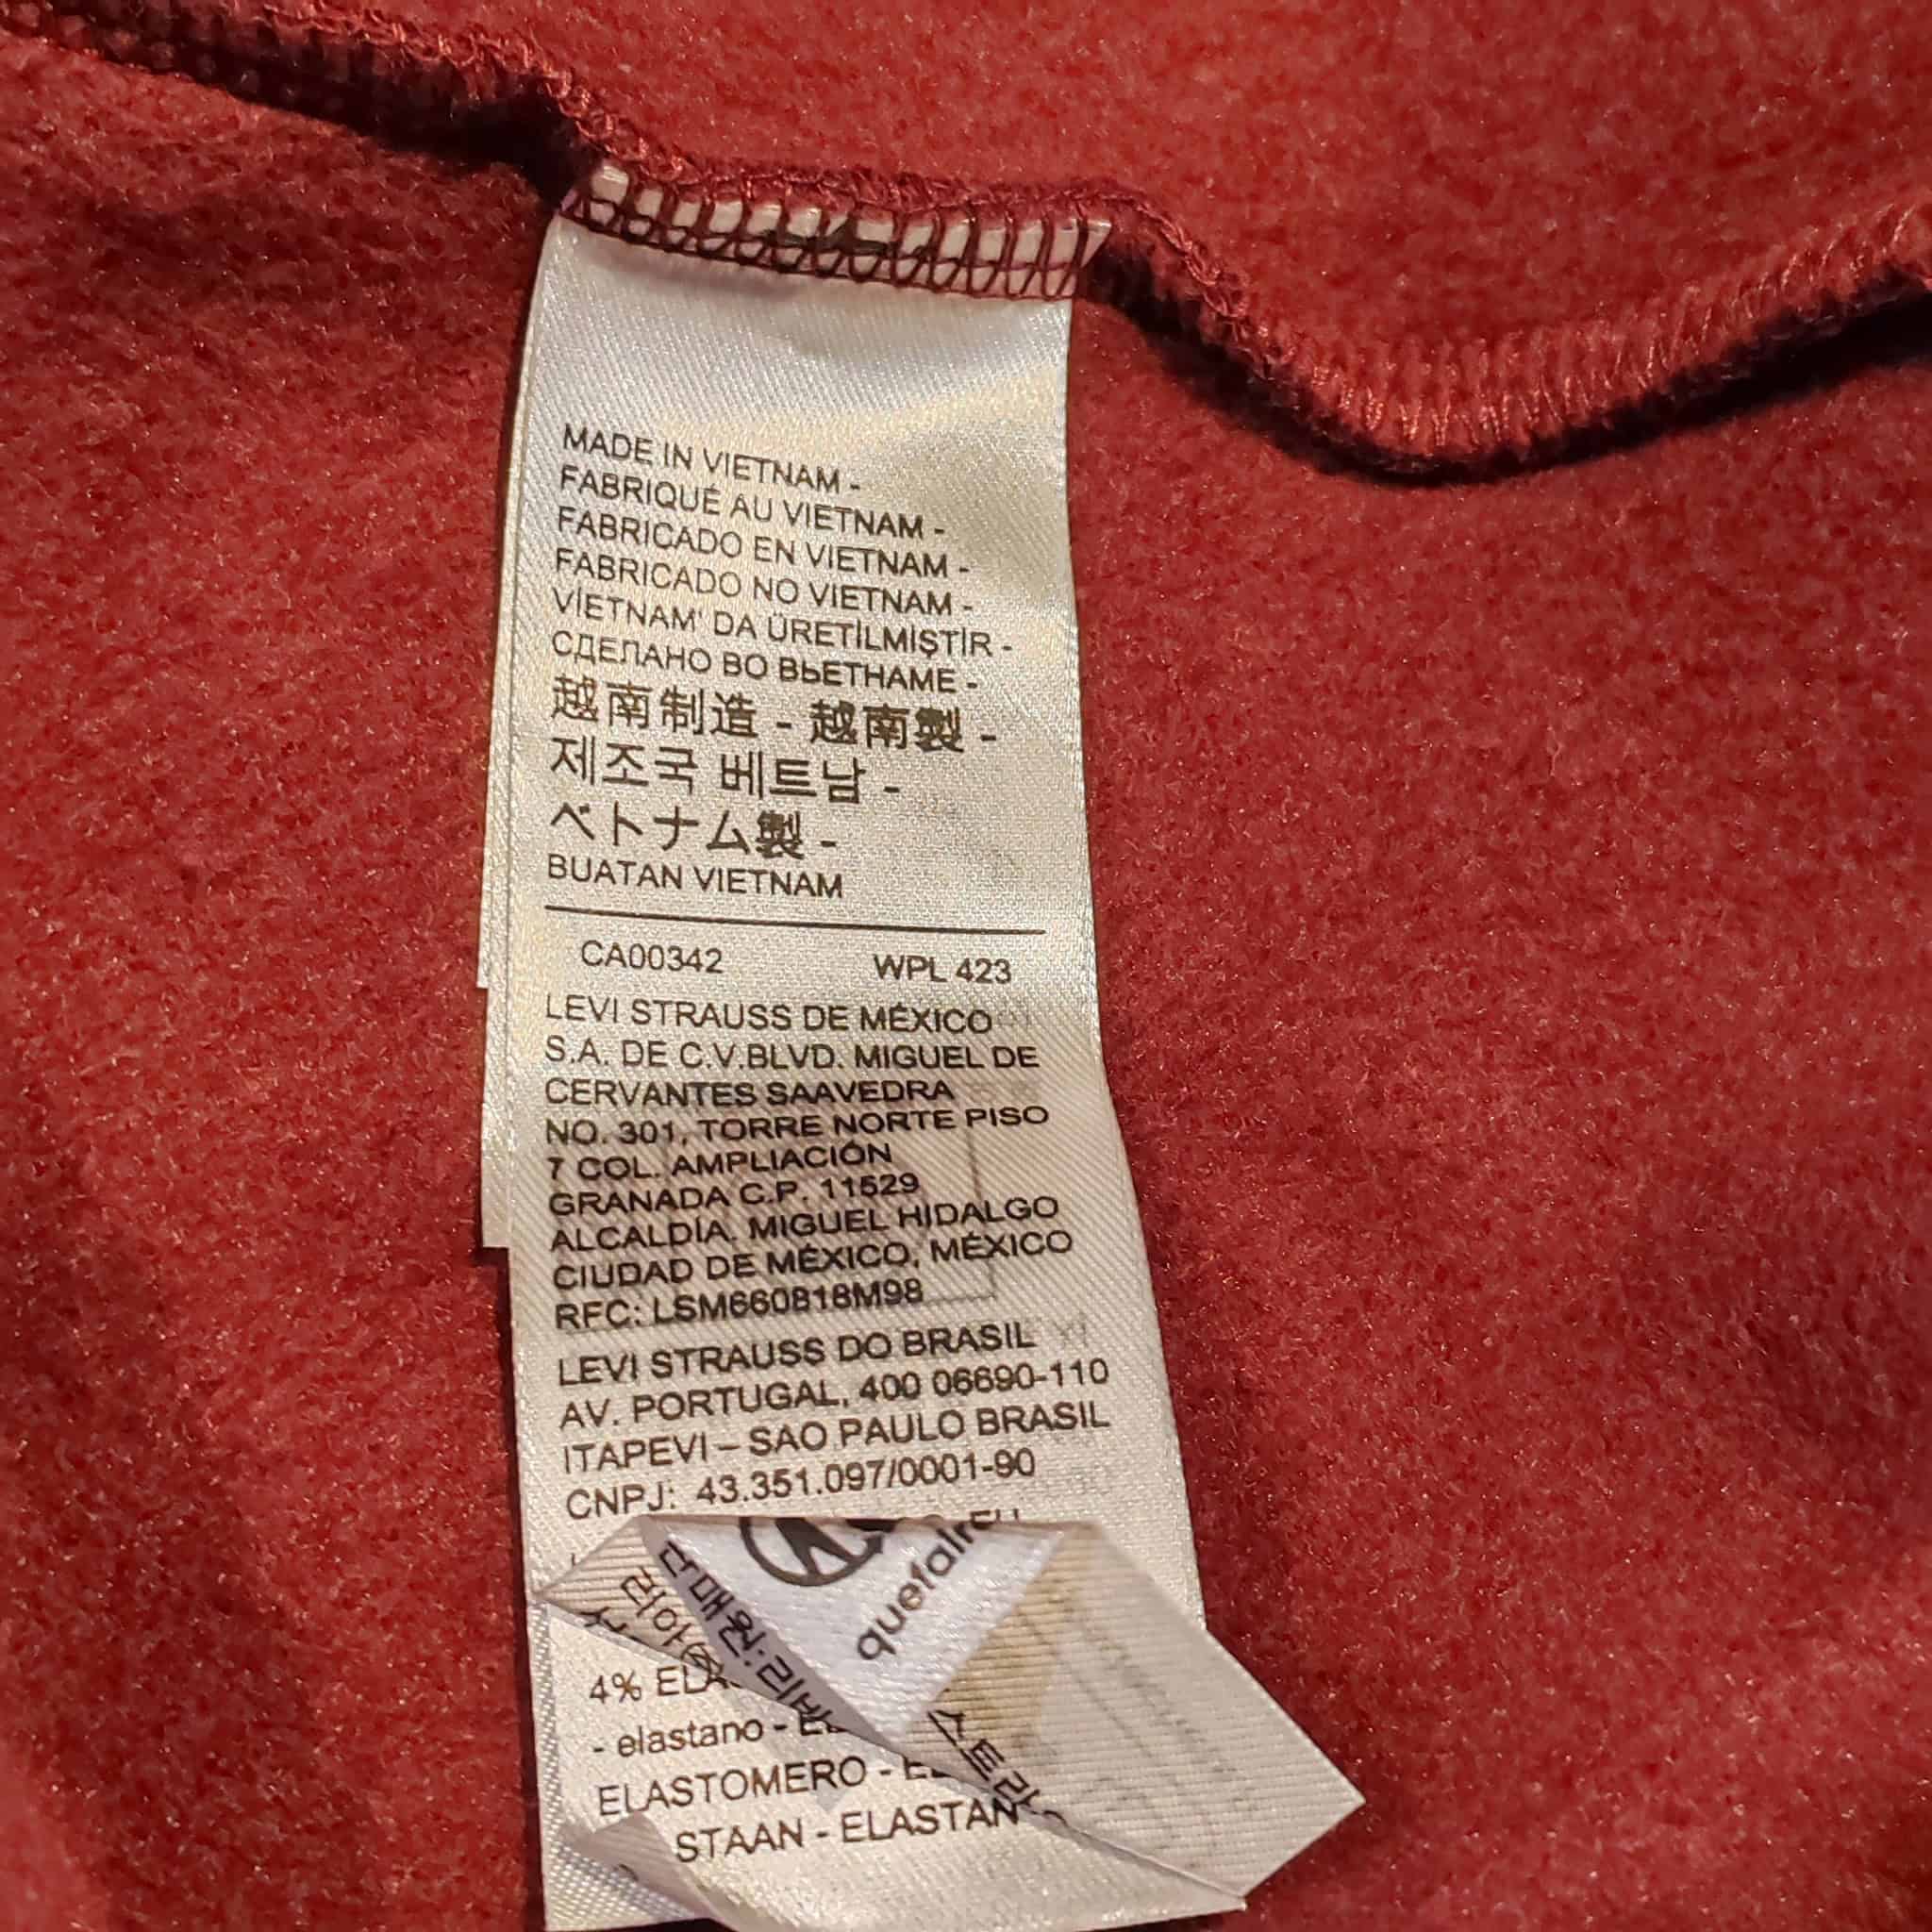 MADE IN VIETNAM -
FABRIQUÉ AU VIETNAM -
FABRICADO EN VIETNAM -
FABRICADO NO VIETNAM -
VİETNAM' DA ÜRETİLMİŞTİR -
СДЕЛАНО ВО ВЬЕТНАМЕ -
越南制造 - 越南製 -
제조국 베트남 -
ベトナム製 -
BUATAN VIETNAM
CA00342 WPL 423
LEVI STRAUSS DE MÉXICO
S.A. DE C.V.BLVD. MIGUEL DE
CERVANTES SAAVEDRA
NO. 301, TORRE NORTE PISO
7 COL. AMPLIACIÓN
GRANADA C.P. 11529
ALCALDÍA. MIGUEL HIDALGO
CIUDAD DE MÉXICO, MÉXICO
RFC: LSM660818M98
LEVI STRAUSS DO BRASIL
AV. PORTUGAL, 400 06690-110
ITAPEVI – SAO PAULO BRASIL
CNPJ: 43.351.097/0001-90
4%
- elastano -
ELASTOMERO -
STAAN - ELASTAN